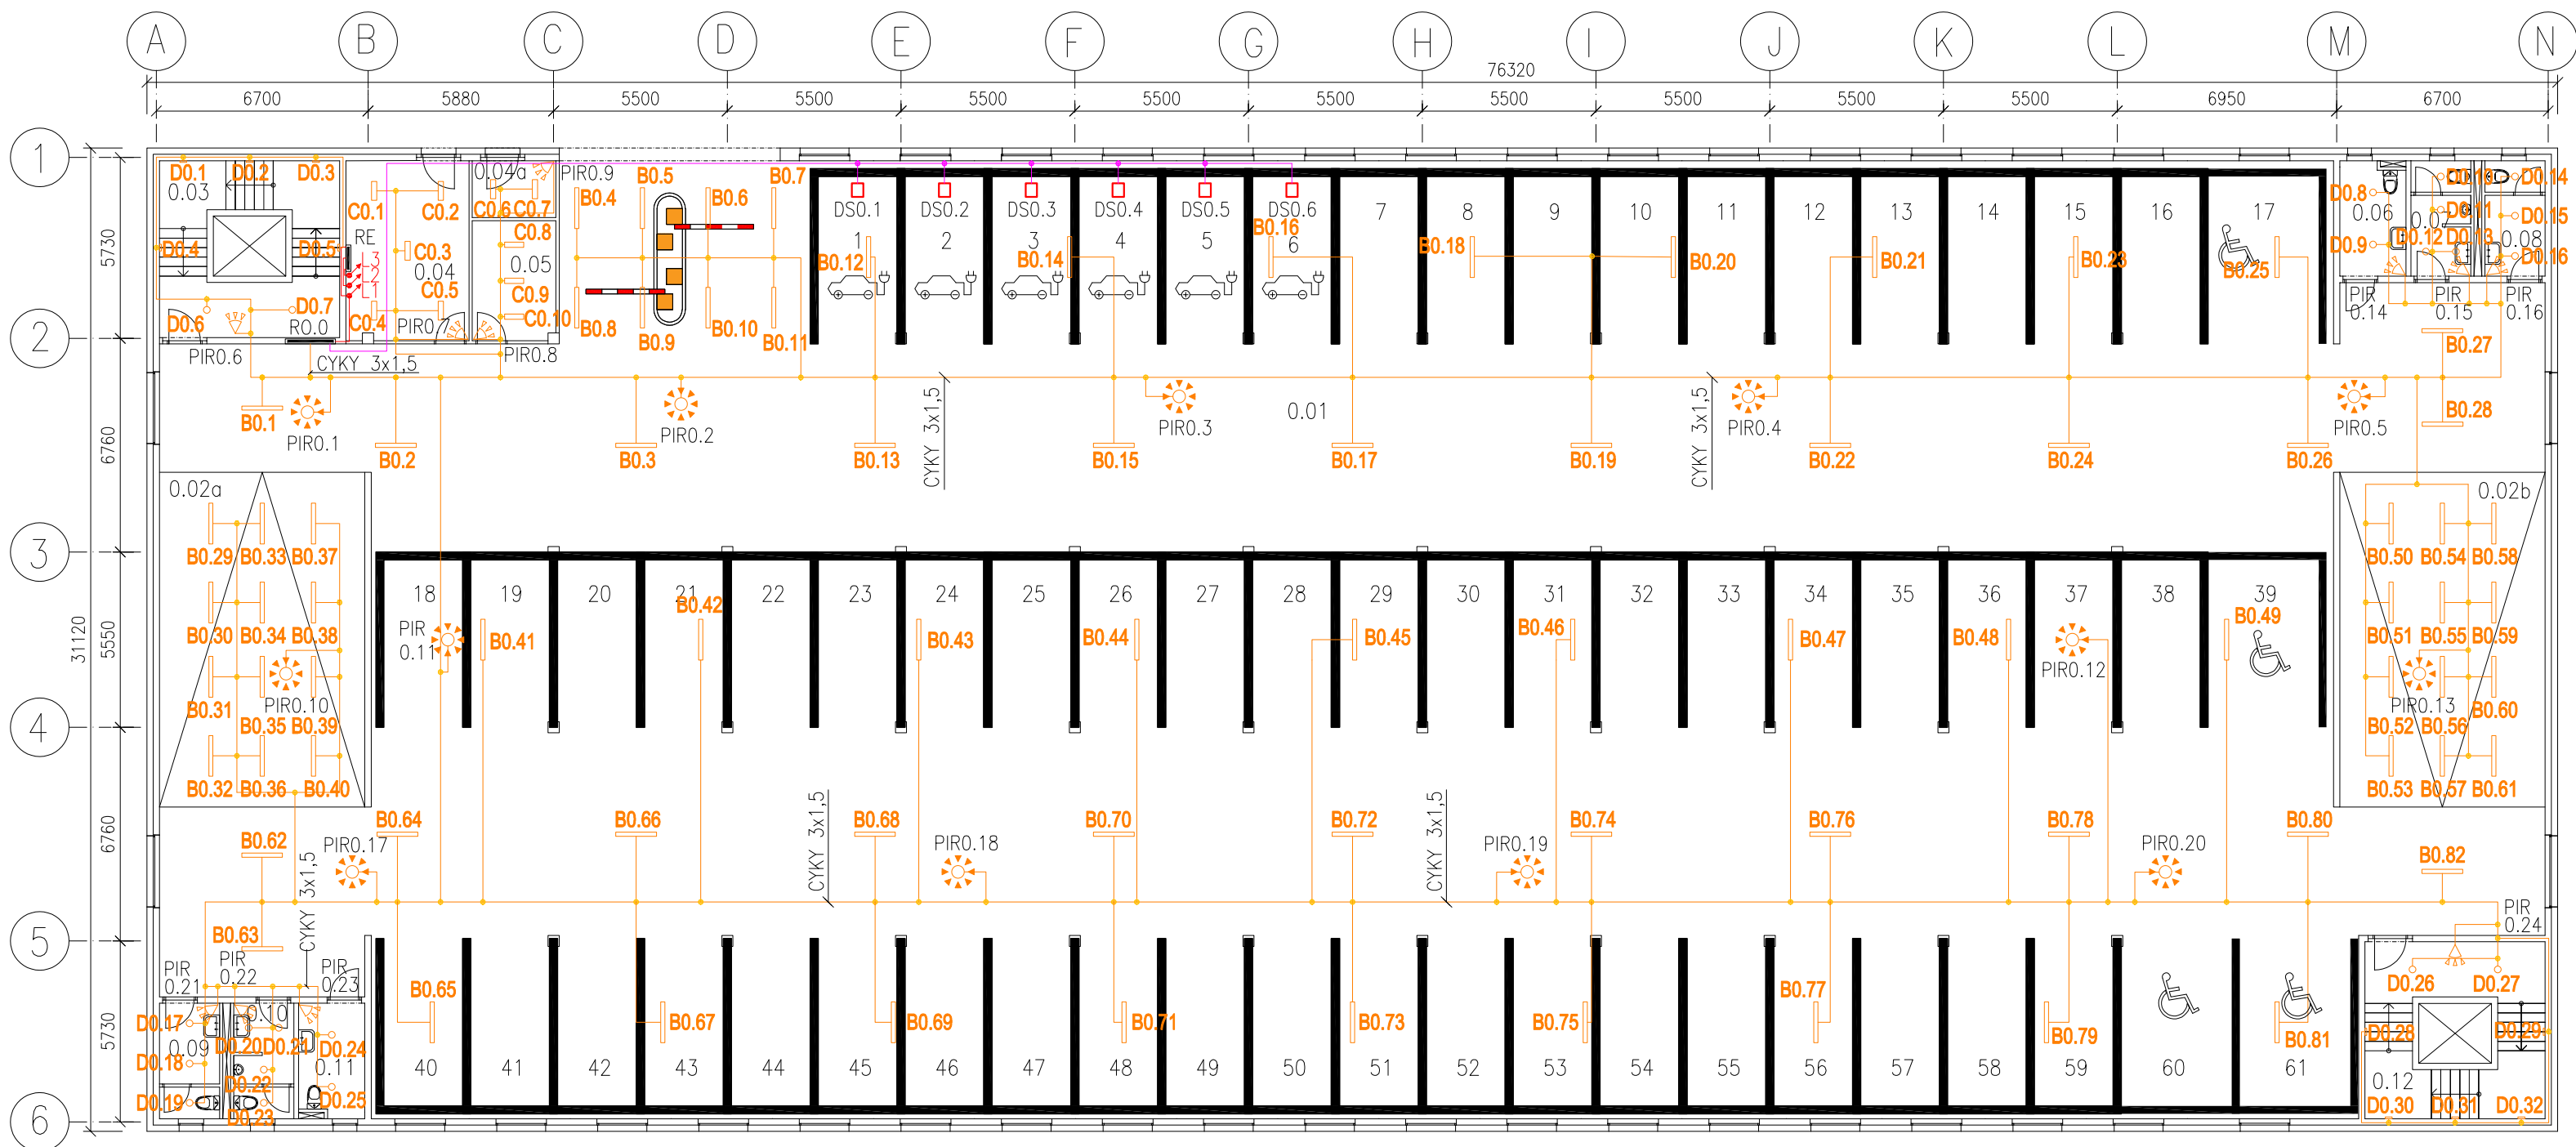 A B C D E F G H I J K L M N
76320
6700 5880 5500 5500 5500 5500 5500 5500 5500 5500 5500 6950 6700
1
D0.1 D0.2 D0.3
0.03
0.04a
PIR0.9
C0.1 C0.2 C0.6 C0.7
B0.4 B0.5 B0.6 B0.7
DS0.1 DS0.2 DS0.3 DS0.4 DS0.5 DS0.6
1 2 3 4 5 6 7 8 9 10 11 12 13 14 15 16 17
D0.8 D0.10 D0.14
0.06 0.07 D0.11 D0.15
D0.9 D0.12 D0.13 0.08 D0.16
5730
D0.4 D0.5
RE
L3
L2
L1
C0.3 0.04 C0.5
C0.8 0.05
C0.9
C0.10
B0.12 B0.14 B0.16 B0.18 B0.20 B0.21 B0.23 B0.25
D0.6 D0.7
R0.0
C0.4 PIR0.7
B0.8 B0.9 B0.10 B0.11
PIR 0.14
PIR 0.15
PIR 0.16
2
PIR0.6
PIR0.8
CYKY 3x1,5
B0.27
B0.1 PIR0.1 PIR0.2 PIR0.3 0.01 PIR0.4 PIR0.5 B0.28
CYKY 3x1,5
CYKY 3x1,5
6760
B0.2 B0.3 B0.13 B0.15 B0.17 B0.19 B0.22 B0.24 B0.26
0.02a
0.02b
3
B0.29 B0.33 B0.37
B0.50 B0.54 B0.58
31120
5550
18 19 20 21 22 23 24 25 26 27 28 29 30 31 32 33 34 35 36 37 38 39
B0.30 B0.34 B0.38
PIR 0.11
B0.41 B0.42 B0.43 B0.44 B0.45 B0.46 B0.47 B0.48 PIR0.12 B0.49
B0.51 B0.55 B0.59
PIR0.10
PIR0.13
B0.31 B0.35 B0.39
B0.52 B0.56 B0.60
4
B0.32 B0.36 B0.40
B0.53 B0.57 B0.61
6760
B0.62 B0.64 B0.66 B0.68 B0.70 B0.72 B0.74 B0.76 B0.78 B0.80 B0.82
PIR0.17 PIR0.18 PIR0.19 PIR0.20
CYKY 3x1,5
CYKY 3x1,5
CYKY 3x1,5
B0.63
PIR 0.24
5
PIR 0.21
PIR 0.22
PIR 0.23
D0.26 D0.27
5730
B0.65 B0.67 B0.69 B0.71 B0.73 B0.75 B0.77 B0.79 B0.81
D0.17 0.10
0.09 D0.20 D0.21 D0.24
D0.18 0.11
D0.22
D0.19 D0.23 D0.25
40 41 42 43 44 45 46 47 48 49 50 51 52 53 54 55 56 57 58 59 60 61
D0.28 D0.29
0.12
D0.30 D0.31 D0.32
6